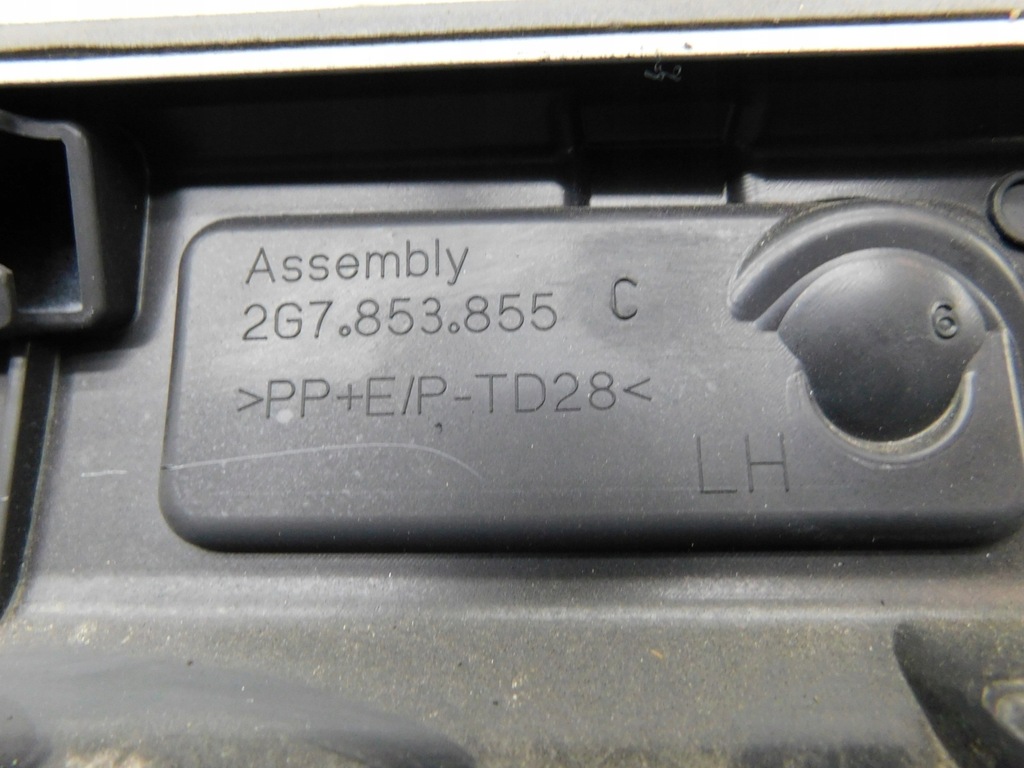 Assembly
2G7.853.855 C
>PP+E/P-TD28<
LH
6